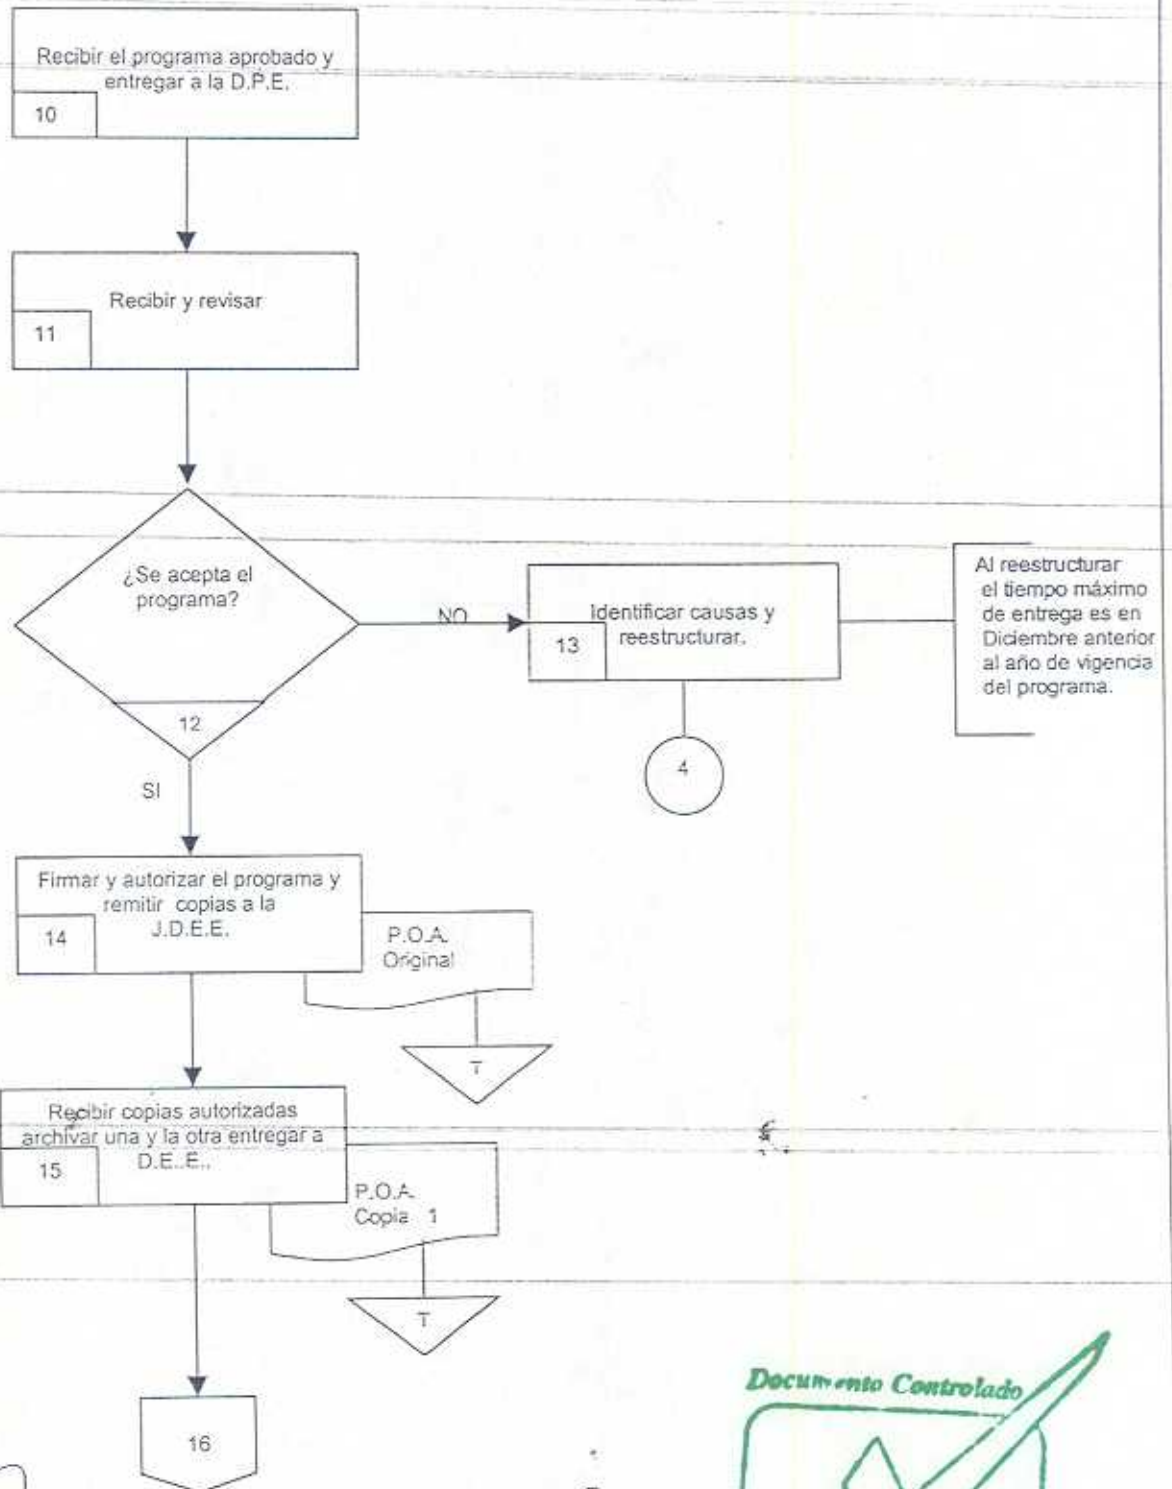 Recibir el programa aprobado y
entregar a la D.P.E.
10
Recibir y revisar
11
¿Se acepta el
programa?
12
NO
Identificar causas y
reestructurar.
13
Al reestructurar
el tiempo máximo
de entrega es en
Diciembre anterior
al año de vigencia
del programa.
4
SI
Firmar y autorizar el programa y
remitir copias a la
J.D.E.E.
14
P.O.A.
Original
T
Recibir copias autorizadas
archivar una y la otra entregar a
D.E..E..
15
P.O.A.
Copia 1
T
16
Documento Controlado